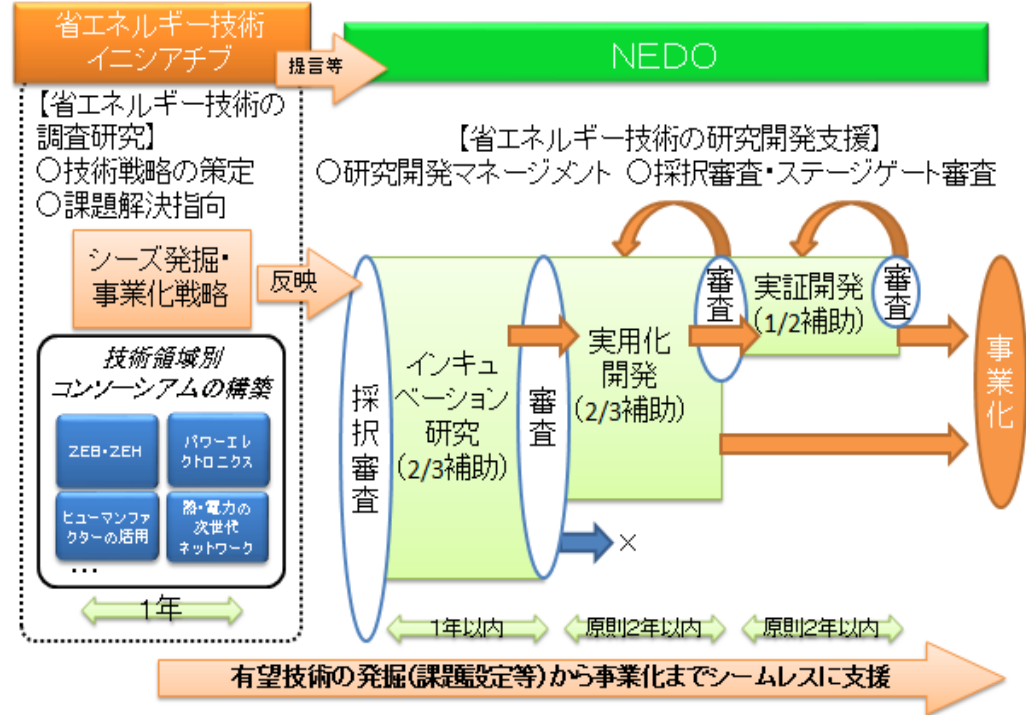 省エネルギー技術
イニシアチブ
提言等
NEDO
【省エネルギー技術の
調査研究】
○技術戦略の策定
○課題解決指向
【省エネルギー技術の研究開発支援】
○研究開発マネージメント ○採択審査・ステージゲート審査
シーズ発掘・
事業化戦略
反映
技術領域別
コンソーシアムの構築
ZEB・ZEH
パワーエレ
クトロニクス
ヒューマンファ
クターの活用
熱・電力の
次世代
ネットワーク
・・・
1年
採択審査
インキュ
ベーション
研究
(2/3補助)
審査
実用化
開発
(2/3補助)
審査
実証開発
(1/2補助)
審査
事業化
×
1年以内
原則2年以内
原則2年以内
有望技術の発掘(課題設定等)から事業化までシームレスに支援